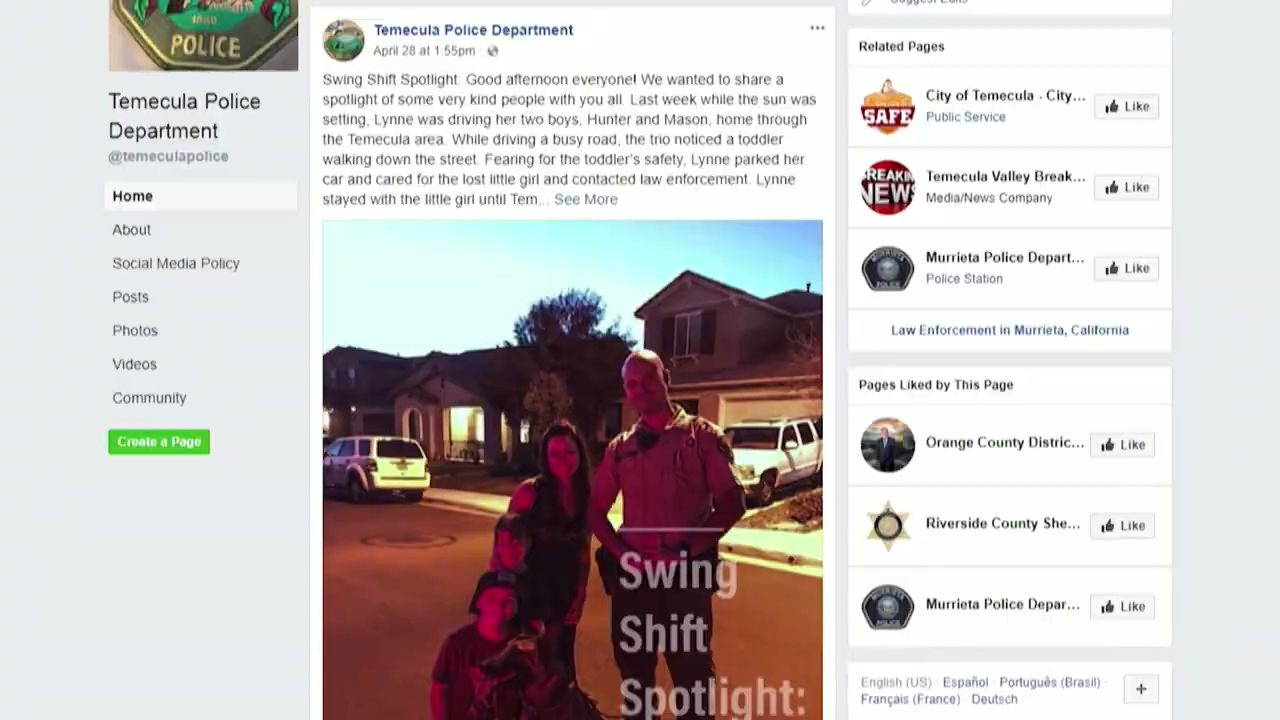 1989
POLICE
Temecula Police
Department
@temeculapolice
Home
About
Social Media Policy
Posts
Photos
Videos
Community
Create a Page
Temecula Police Department
April 28 at 1:55pm ·
Swing Shift Spotlight: Good afternoon everyone! We wanted to share a
spotlight of some very kind people with you all. Last week while the sun was
setting, Lynne was driving her two boys, Hunter and Mason, home through
the Temecula area. While driving a busy road, the trio noticed a toddler
walking down the street. Fearing for the toddler's safety, Lynne parked her
car and cared for the lost little girl and contacted law enforcement. Lynne
stayed with the little girl until Tem... See More
Swing
Shift
Spotlight:
Suggest Edits
Related Pages
SAFE
City of Temecula - City...
Public Service
Like
BREAKING
NEWS
Temecula Valley Break...
Media/News Company
Like
MURRIETA
POLICE
Murrieta Police Depart...
Police Station
Like
Law Enforcement in Murrieta, California
Pages Liked by This Page
Orange County Distric...
Like
Riverside County She...
Like
Murrieta Police Depar...
Like
English (US) · Español · Português (Brasil) ·
Français (France) · Deutsch
+